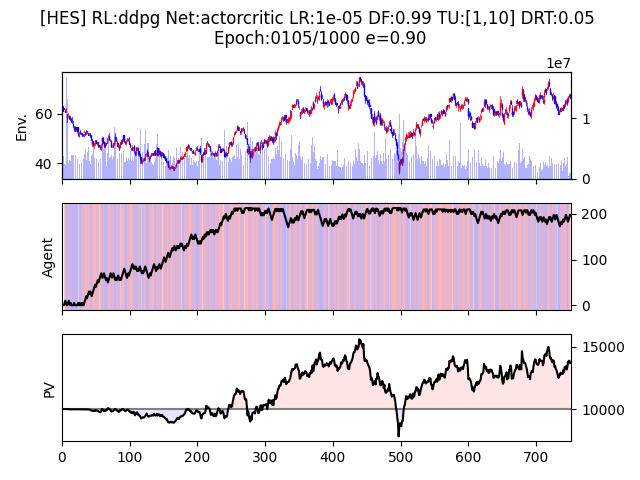 [HES] RL:ddpg Net:actorcritic LR:1e-05 DF:0.99 TU:[1,10] DRT:0.05
Epoch:0105/1000 e=0.90
1e7
Env.
60
40
1
0
Agent
200
100
0
PV
15000
10000
0 100 200 300 400 500 600 700